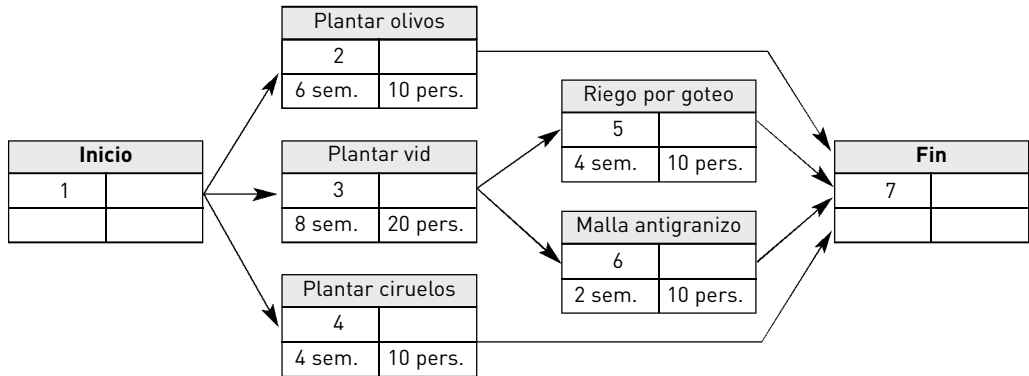 Inicio
1
Plantar olivos
2
6 sem. 10 pers.
Plantar vid
3
8 sem. 20 pers.
Plantar ciruelos
4
4 sem. 10 pers.
Riego por goteo
5
4 sem. 10 pers.
Malla antigranizo
6
2 sem. 10 pers.
Fin
7